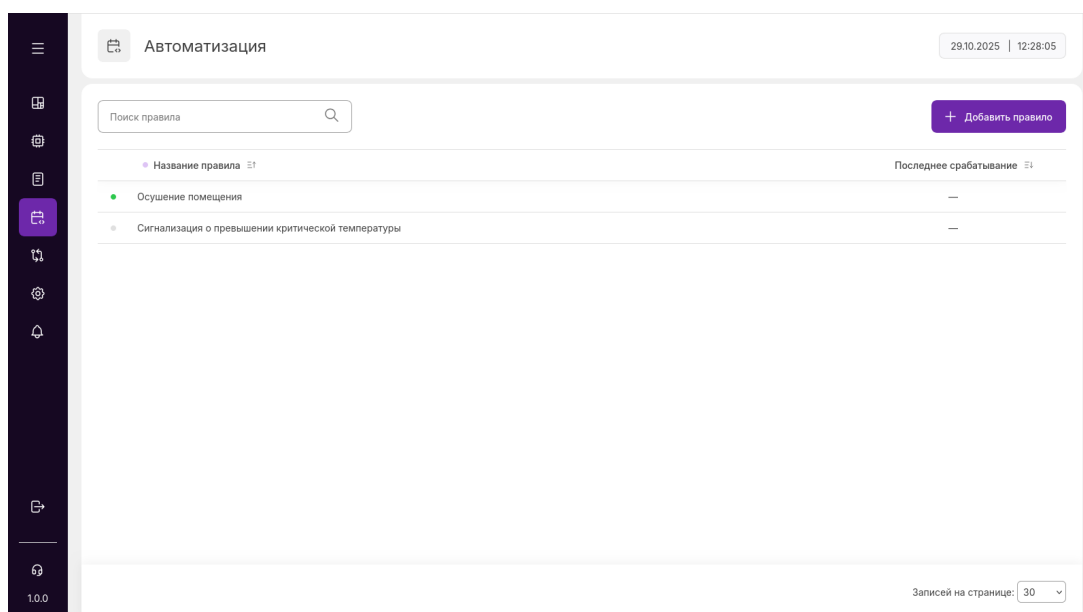 Автоматизация
29.10.2025 | 12:28:05
Поиск правила
Добавить правило
Название правила
Последнее срабатывание
Осушение помещения —
Сигнализация о превышении критической температуры —
Записей на странице: 30
1.0.0